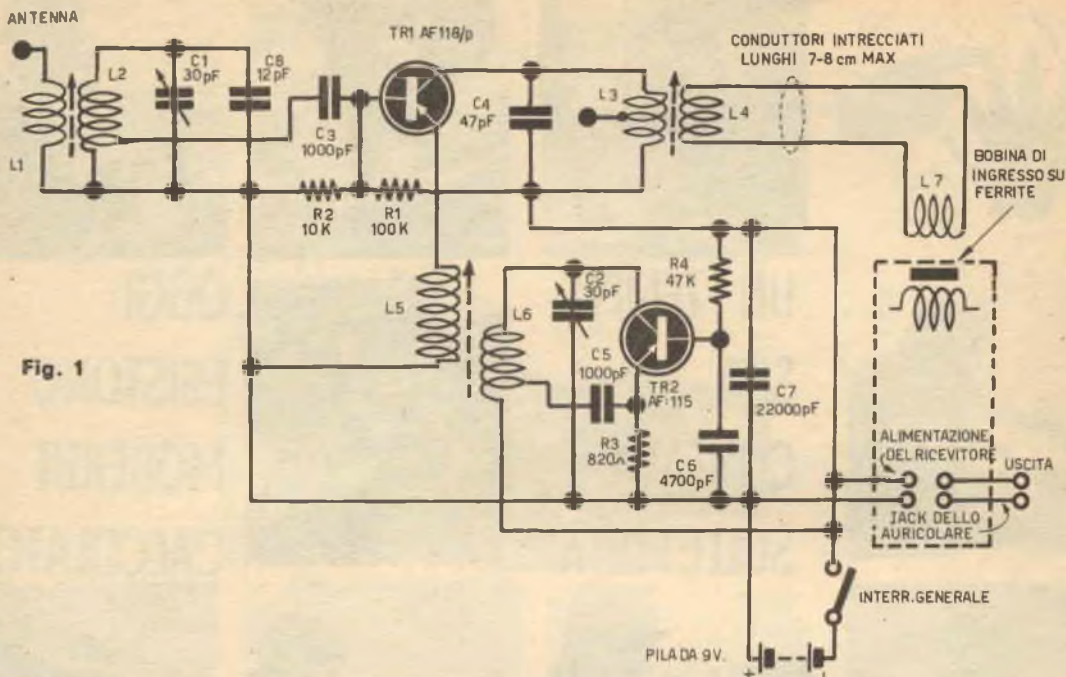 ANTENNA
L1
L2
C1
30pF
C8
12pF
C3
1000pF
TR1 AF118/p
C4
47pF
L3
L4
CONDUTTORI INTRECCIATI
LUNGHI 7-8 cm MAX
L7
BOBINA DI
INGRESSO SU
FERRITE
R2
10K
R1
100K
L5
L6
C2
30pF
C5
1000pF
TR2
AF115
R3
820Ω
R4
47K
C6
4700pF
C7
22000pF
ALIMENTAZIONE
DEL RICEVITORE
USCITA
JACK DELLO
AURICOLARE
INTERR.GENERALE
PILA DA 9V.
Fig. 1